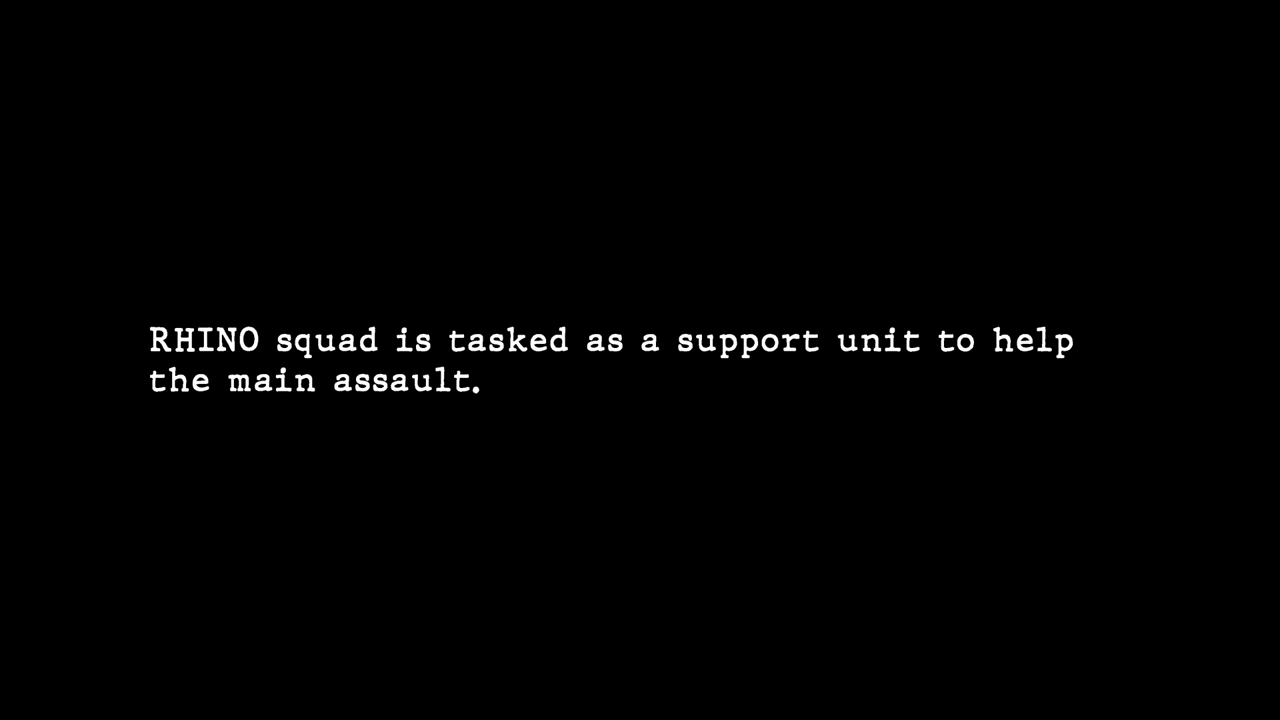 RHINO squad is tasked as a support unit to help
the main assault.